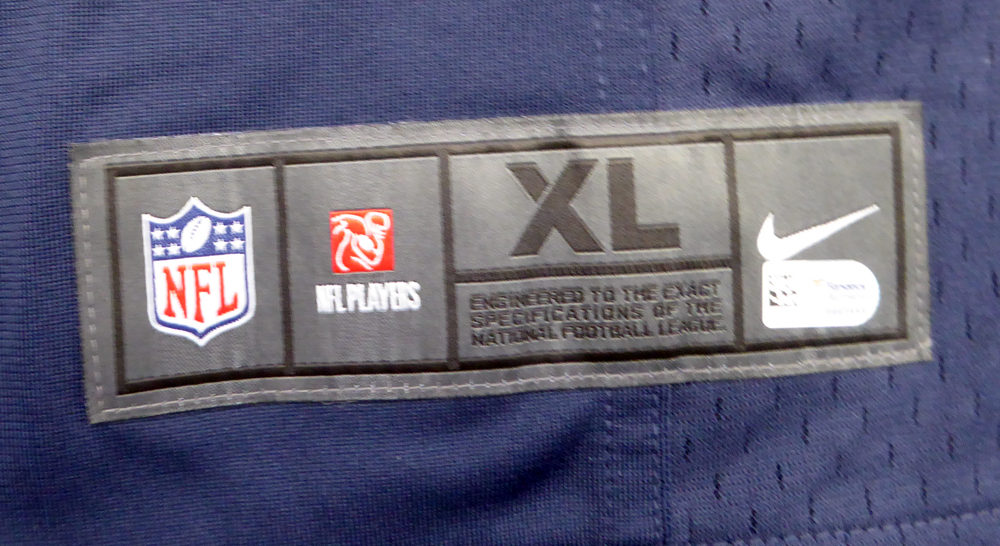 NFL
NFL PLAYERS
XL
ENGINEERED TO THE EXACT
SPECIFICATIONS OF THE
NATIONAL FOOTBALL LEAGUE.